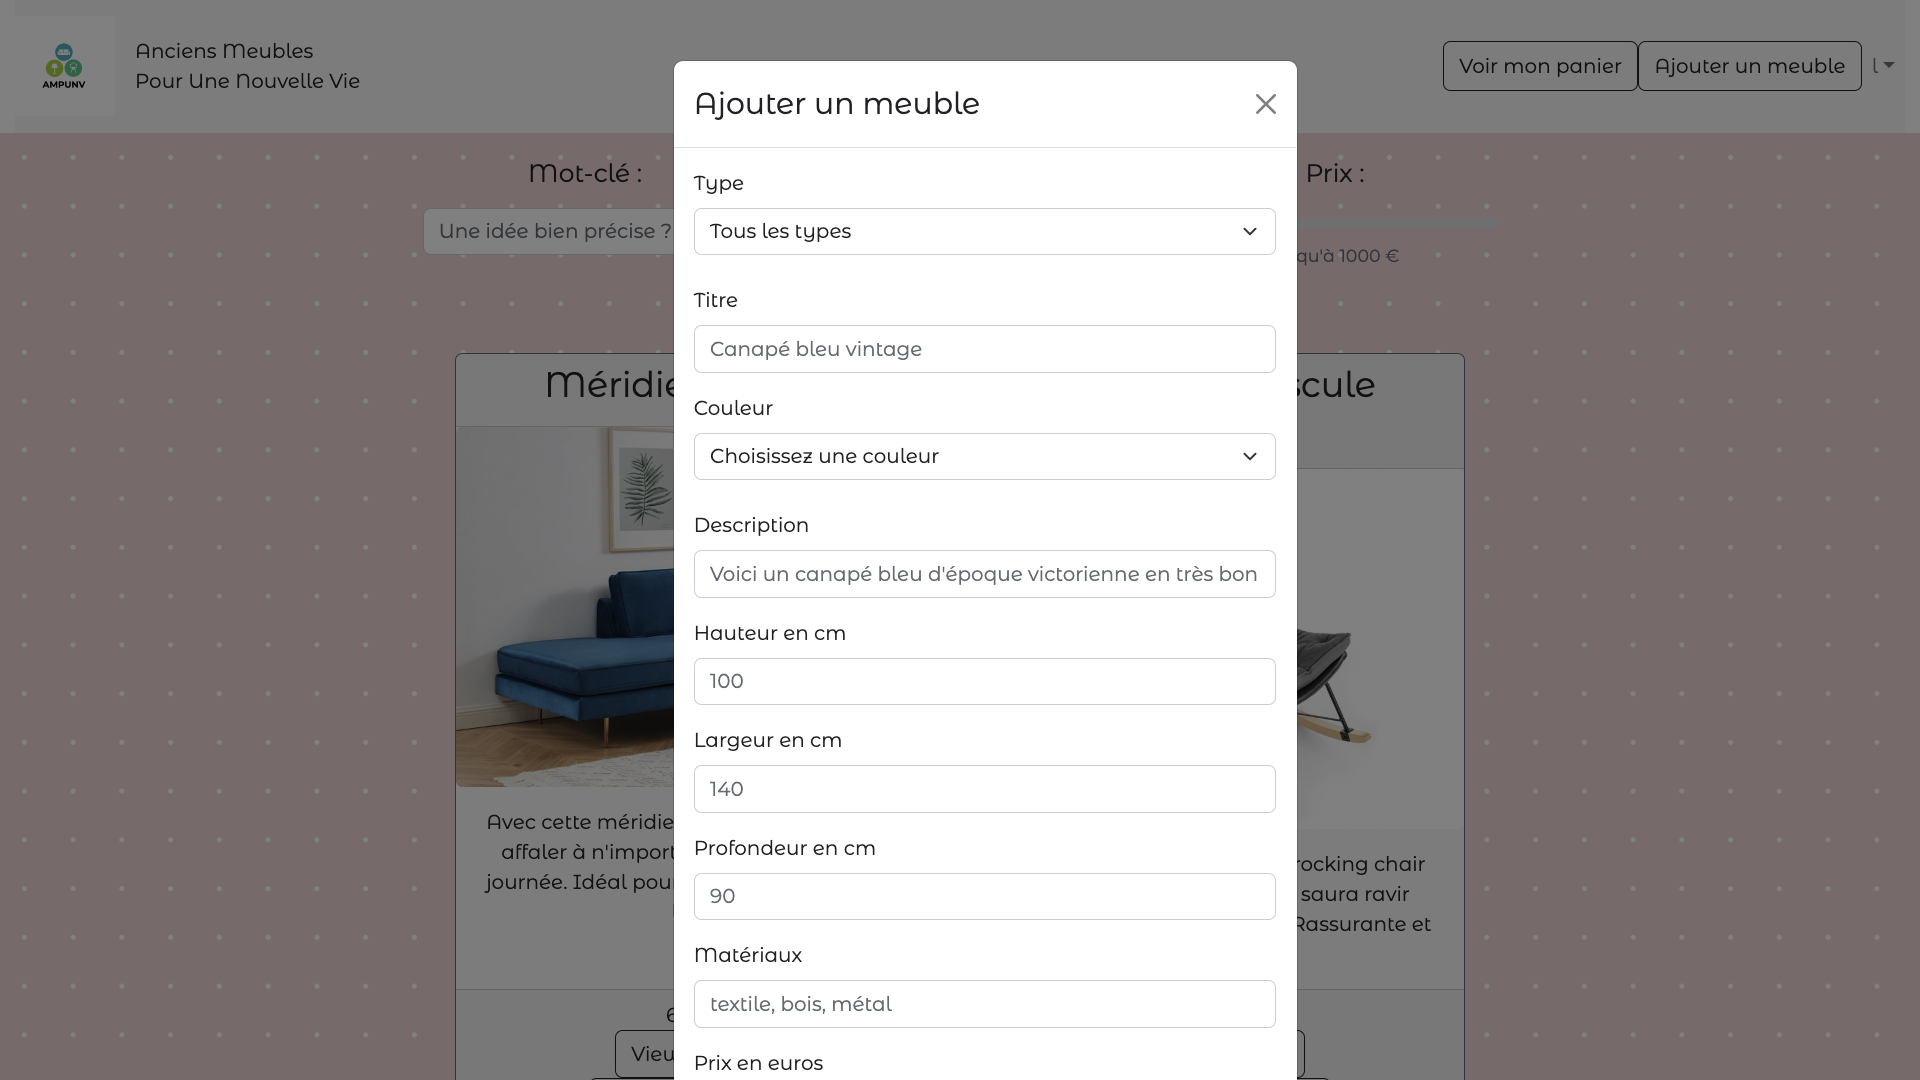 AMPUNV
Anciens Meubles
Pour Une Nouvelle Vie
Voir mon panier
Ajouter un meuble
l
Mot-clé :
Une idée bien précise ?
Prix :
qu'à 1000 €
Ajouter un meuble
Type
Tous les types
Titre
Canapé bleu vintage
Couleur
Choisissez une couleur
Description
Voici un canapé bleu d'époque victorienne en très bon
Hauteur en cm
100
Largeur en cm
140
Profondeur en cm
90
Matériaux
textile, bois, métal
Prix en euros
Méridie
Avec cette méridie
affaler à n'import
journée. Idéal pour
6
View
scule
rocking chair
saura ravir
Rassurante et